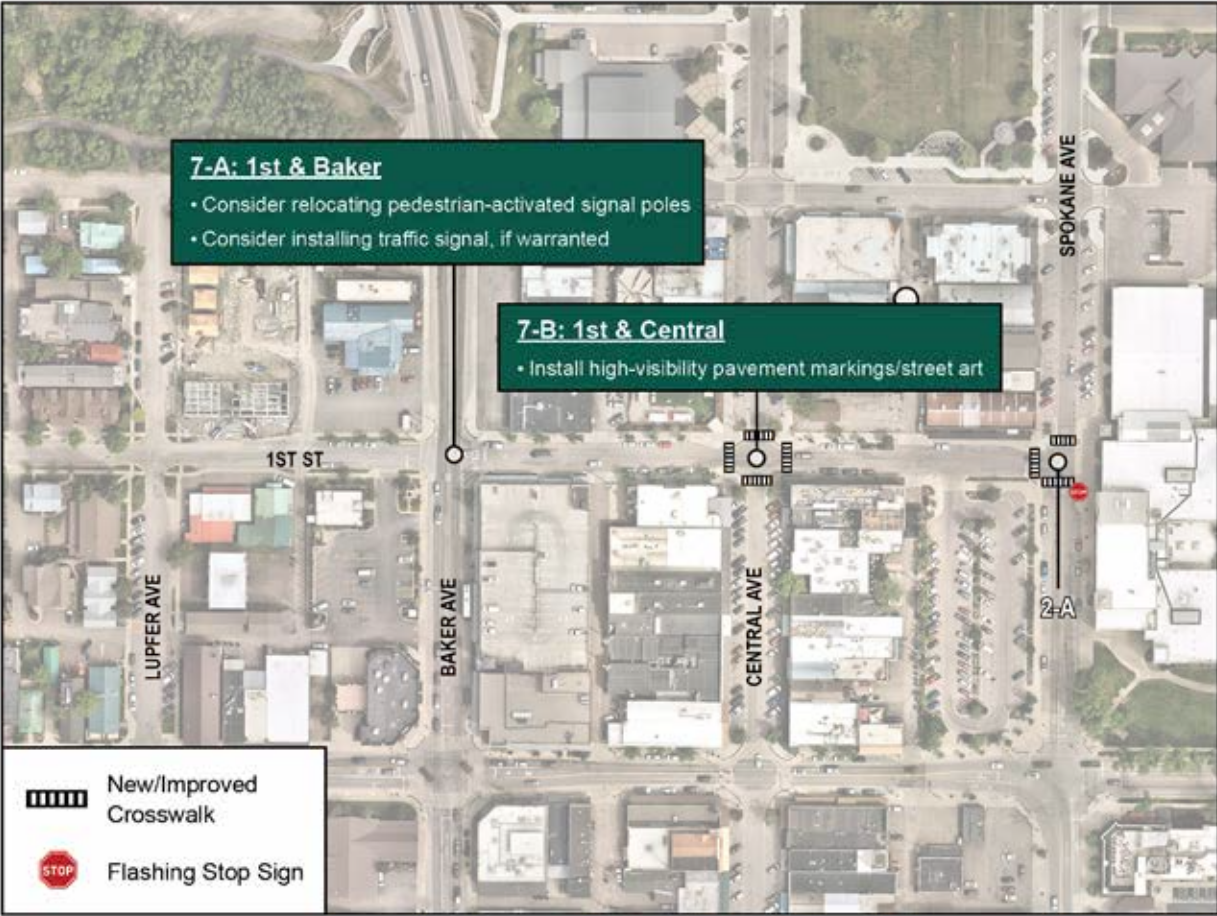 7-A: 1st & Baker
• Consider relocating pedestrian-activated signal poles
• Consider installing traffic signal, if warranted
SPOKANE AVE
7-B: 1st & Central
• Install high-visibility pavement markings/street art
1ST ST
STOP
LUPFER AVE
BAKER AVE
CENTRAL AVE
2-A
New/Improved
Crosswalk
STOP
Flashing Stop Sign